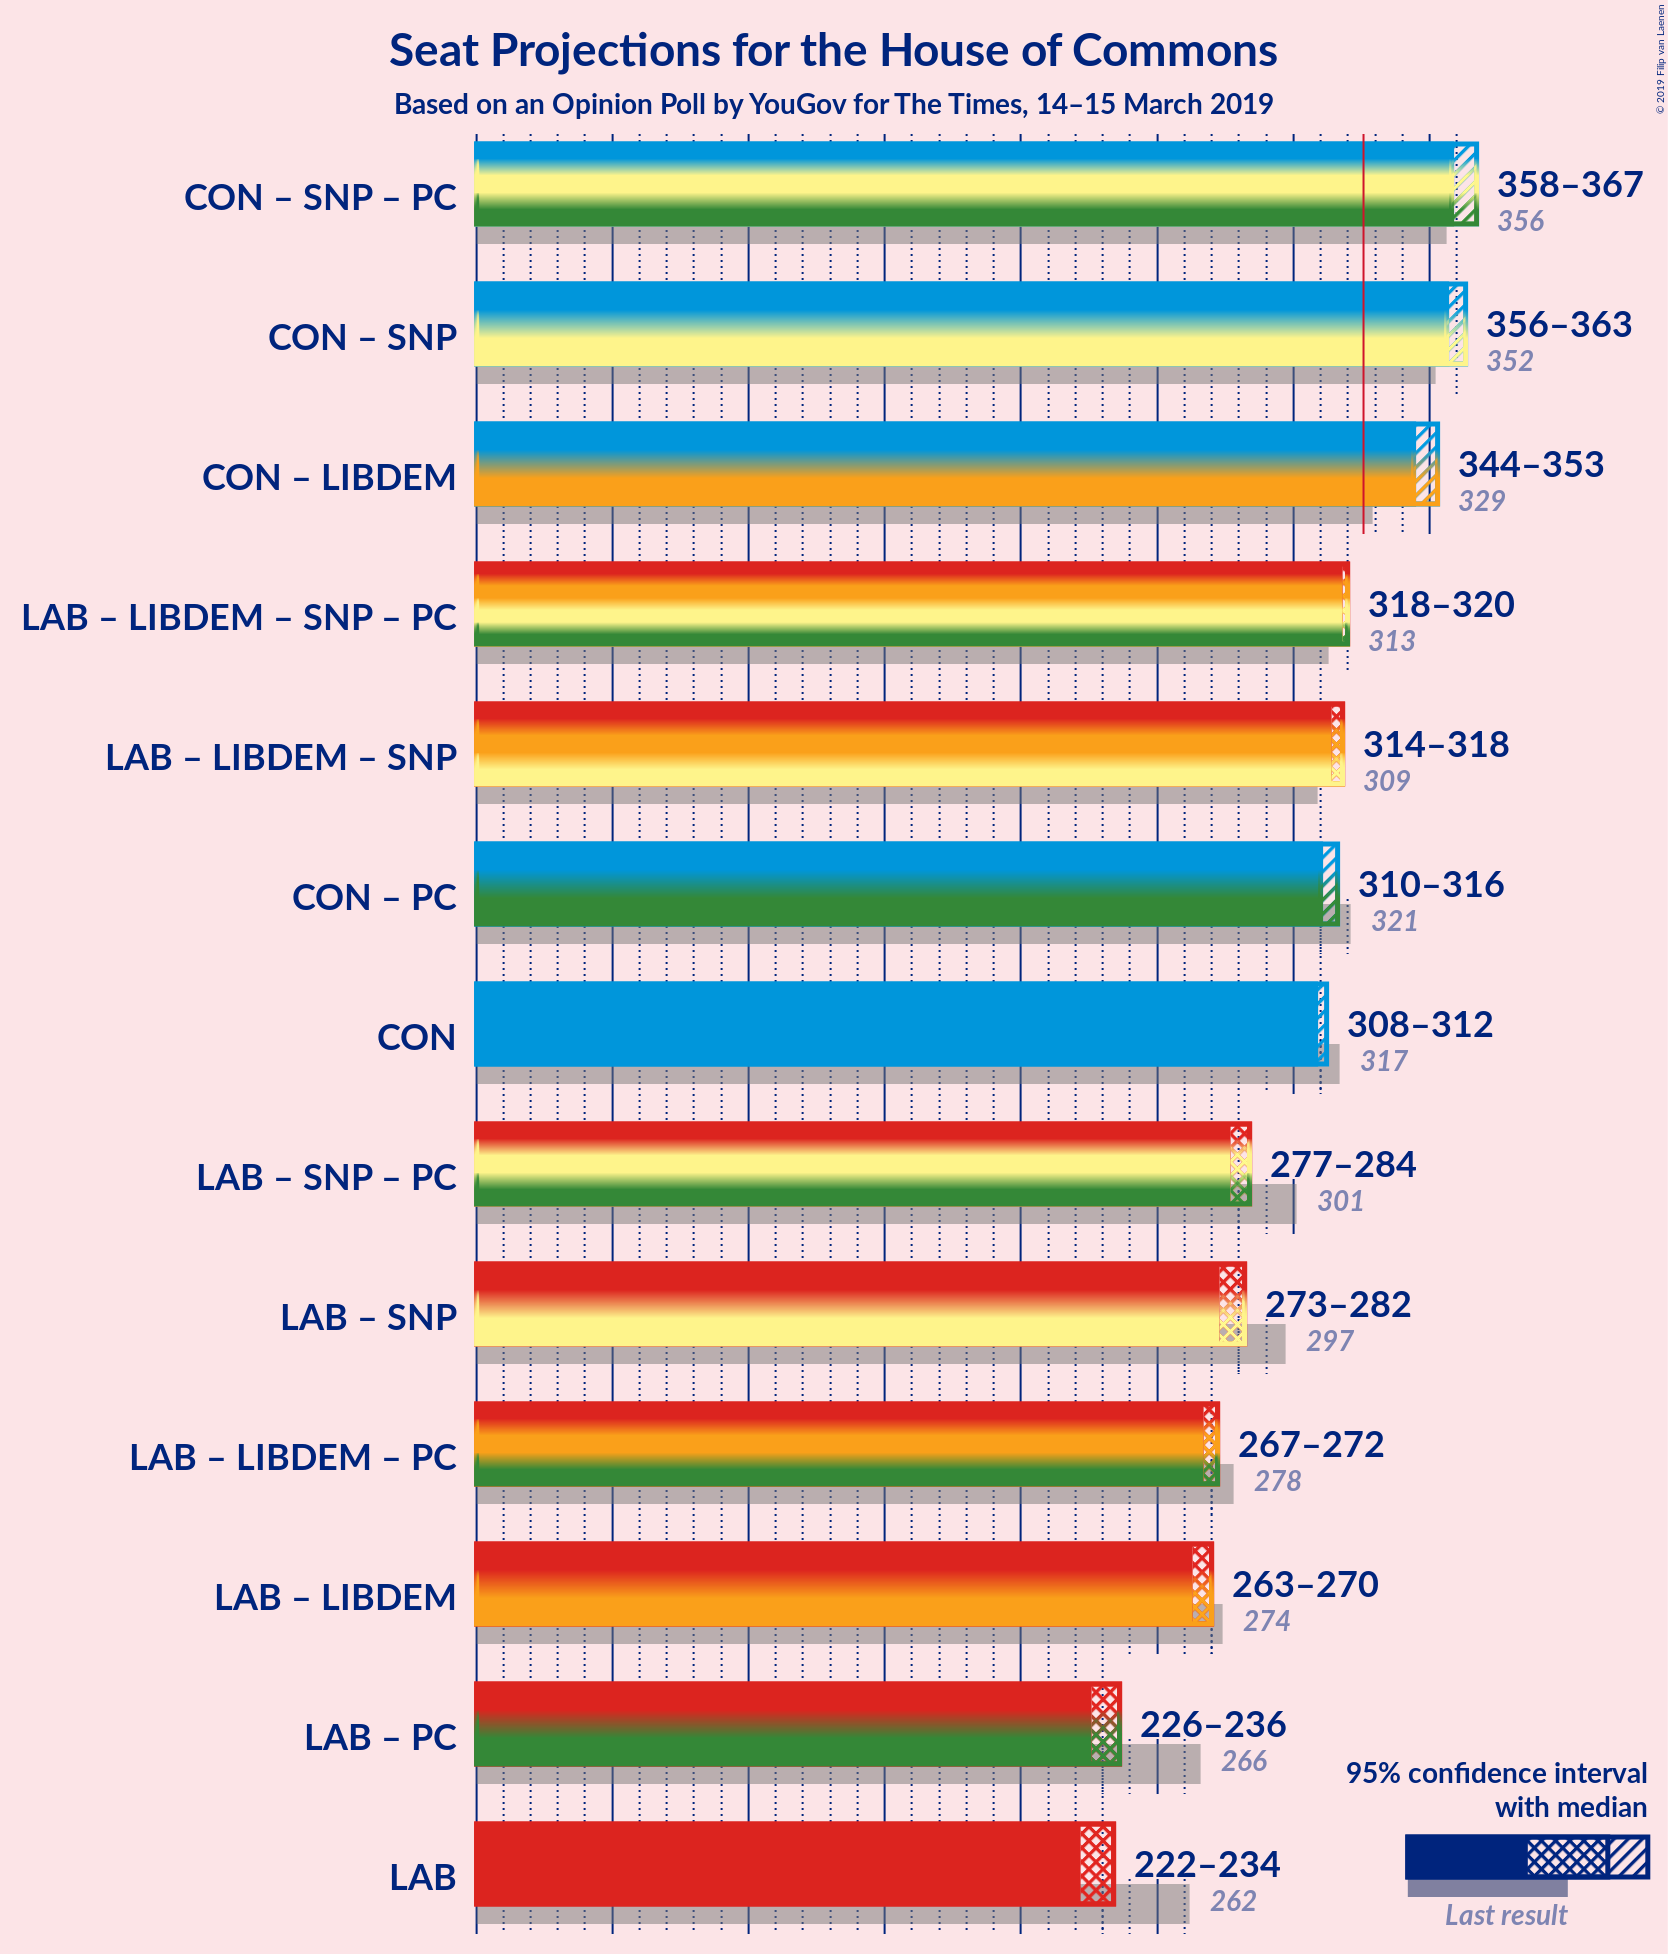 Seat Projections for the House of Commons
Based on an Opinion Poll by YouGov for The Times, 14–15 March 2019
© 2019 Filip van Laenen
CON – SNP – PC
358–367
356
CON – SNP
356–363
352
CON – LIBDEM
344–353
329
LAB – LIBDEM – SNP – PC
318–320
313
LAB – LIBDEM – SNP
314–318
309
CON – PC
310–316
321
CON
308–312
317
LAB – SNP – PC
277–284
301
LAB – SNP
273–282
297
LAB – LIBDEM – PC
267–272
278
LAB – LIBDEM
263–270
274
LAB – PC
226–236
266
LAB
222–234
262
95% confidence interval
with median
Last result